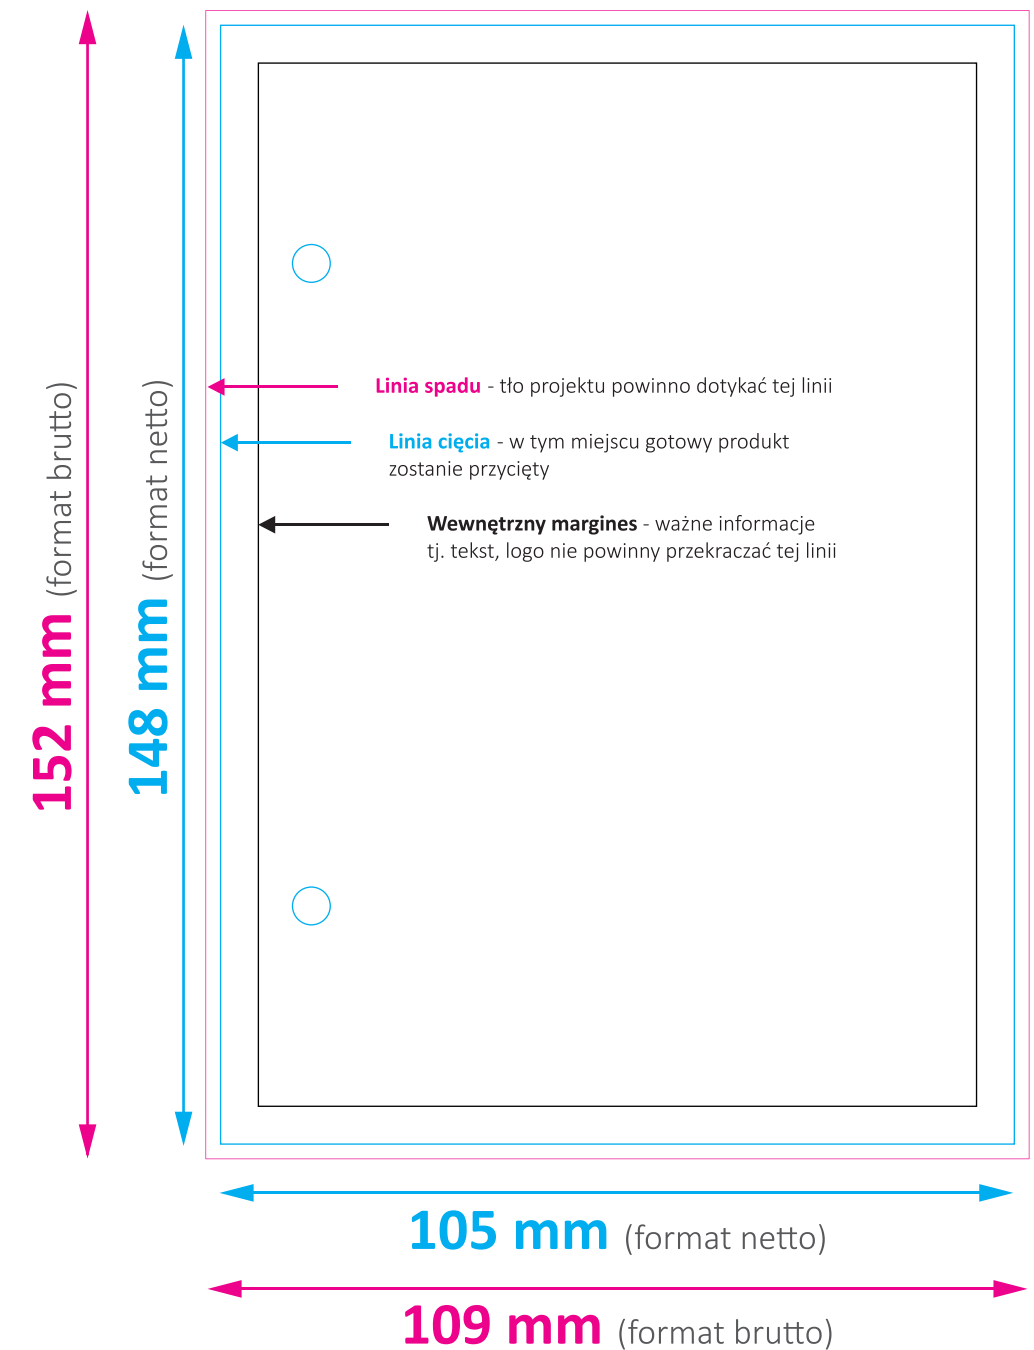 152 mm (format brutto)
148 mm (format netto)
Linia spadu - tło projektu powinno dotykać tej linii
Linia cięcia - w tym miejscu gotowy produkt
zostanie przycięty
Wewnętrzny margines - ważne informacje
tj. tekst, logo nie powinny przekraczać tej linii
105 mm (format netto)
109 mm (format brutto)